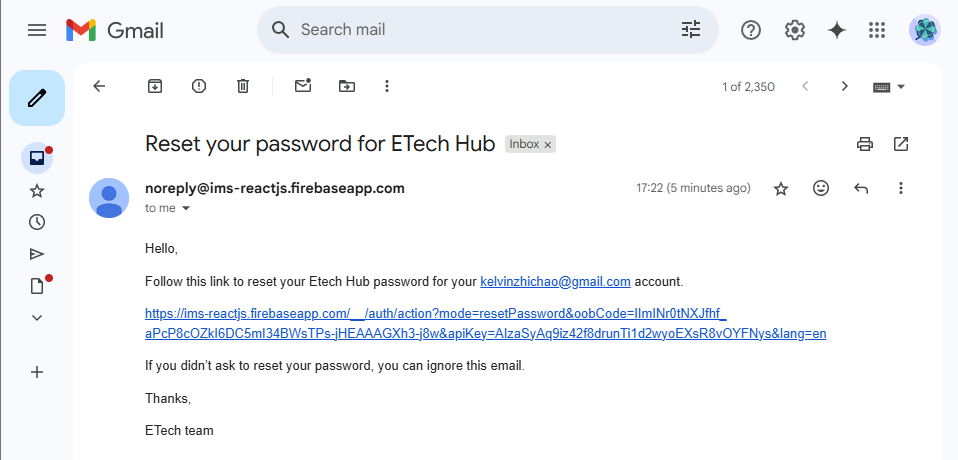 Gmail
Search mail
1 of 2,350
Reset your password for ETech Hub
Inbox ×
noreply@ims-reactjs.firebaseapp.com
17:22 (5 minutes ago)
to me
Hello,
Follow this link to reset your Etech Hub password for your kelvinzhichao@gmail.com account.
https://ims-reactjs.firebaseapp.com/__/auth/action?mode=resetPassword&oobCode=IlmINr0tNXJfhf_
aPcP8cOZkI6DC5mI34BWsTPs-jHEAAAGXh3-j8w&apiKey=AIzaSyAq9iz42f8drunTi1d2wyoEXsR8vOYFNys&lang=en
If you didn’t ask to reset your password, you can ignore this email.
Thanks,
ETech team